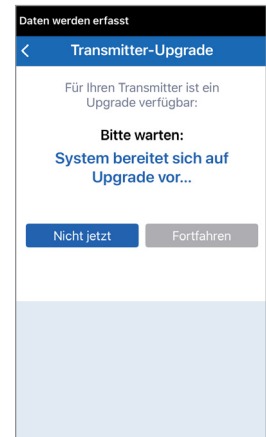 Daten werden erfasst
Transmitter-Upgrade
Für Ihren Transmitter ist ein
Upgrade verfügbar:
Bitte warten:
System bereitet sich auf
Upgrade vor...
Nicht jetzt
Fortfahren